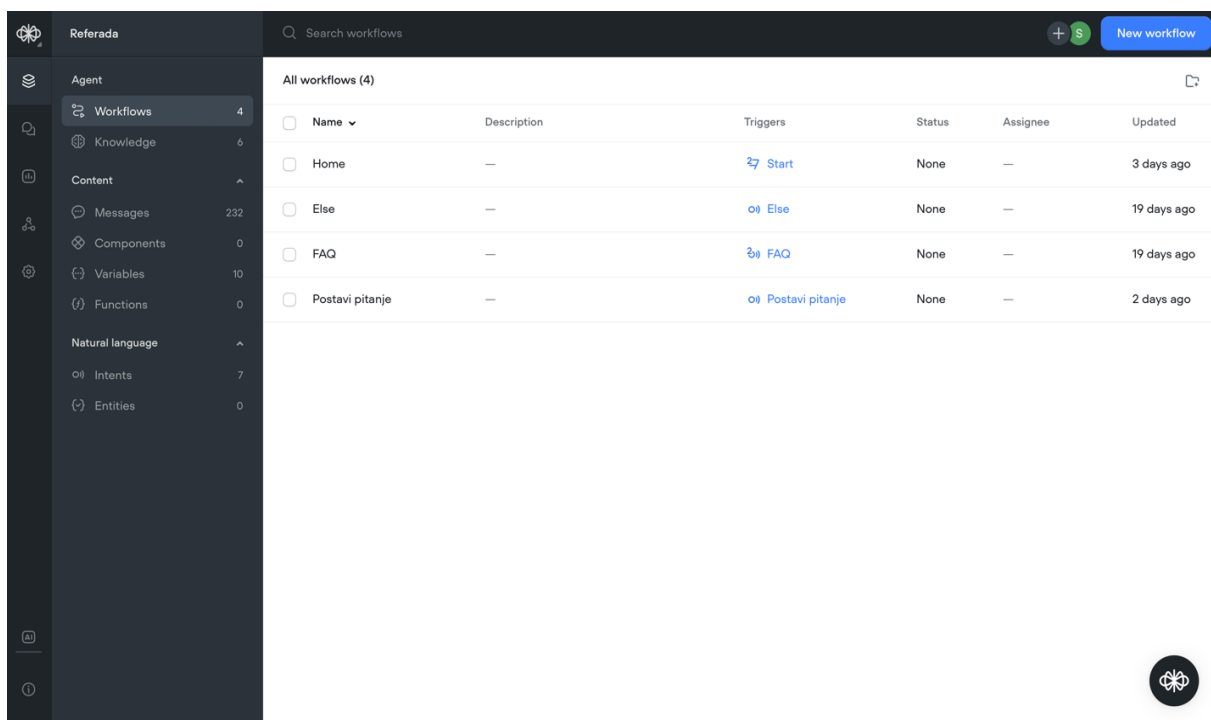 Referada
Search workflows
S
New workflow
Agent
Workflows 4
Knowledge 6
Content
Messages 232
Components 0
Variables 10
Functions 0
Natural language
Intents 7
Entities 0
AI
All workflows (4)
Name Description Triggers Status Assignee Updated
Home — Start None — 3 days ago
Else — Else None — 19 days ago
FAQ — FAQ None — 19 days ago
Postavi pitanje — Postavi pitanje None — 2 days ago